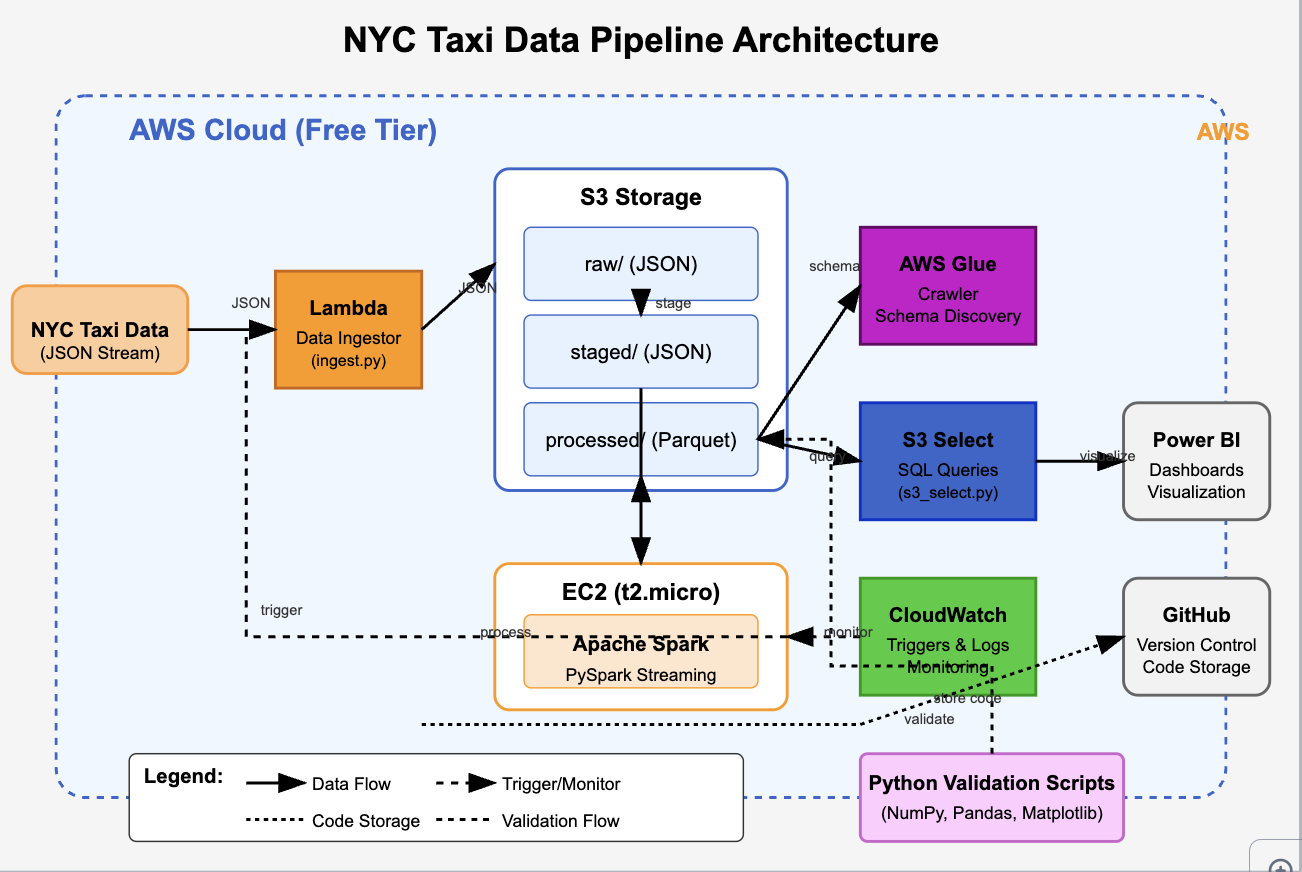 NYC Taxi Data Pipeline Architecture
AWS Cloud (Free Tier)
AWS
S3 Storage
raw/ (JSON)
stage
staged/ (JSON)
processed/ (Parquet)
NYC Taxi Data
(JSON Stream)
JSON
Lambda
Data Ingestor
(ingest.py)
JSON
schema
AWS Glue
Crawler
Schema Discovery
query
S3 Select
SQL Queries
(s3_select.py)
visualize
Power BI
Dashboards
Visualization
trigger
process
EC2 (t2.micro)
Apache Spark
PySpark Streaming
monitor
CloudWatch
Triggers & Logs
Monitoring
GitHub
Version Control
Code Storage
store code
validate
Legend:
Data Flow
Trigger/Monitor
Code Storage
Validation Flow
Python Validation Scripts
(NumPy, Pandas, Matplotlib)